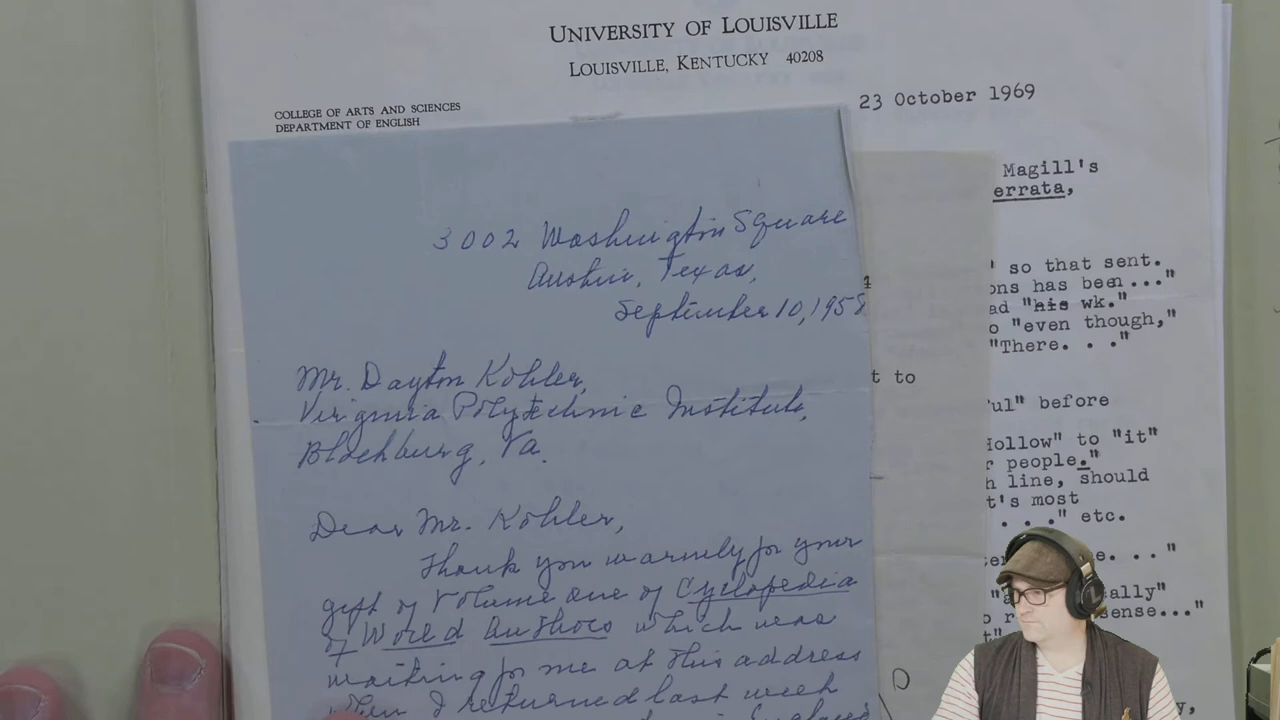 UNIVERSITY OF LOUISVILLE
LOUISVILLE, KENTUCKY 40208
COLLEGE OF ARTS AND SCIENCES
DEPARTMENT OF ENGLISH
23 October 1969
Magill's
errata,
" so that sent.
ons has been ..."
ad "his wk."
o "even though,"
"There. . ."
t to
'ul" before
Hollow" to "it"
r people."
h line, should
t's most
. . ." etc.
e. . ."
ally"
ense..."
3002 Washington Square
Austin, Texas,
September 10, 1958
Mr. Dayton Kohler,
Virginia Polytechnic Institute,
Blacksburg, Va.
Dear Mr. Kohler,
Thank you warmly for your
gift of Volume one of Cyclopedia
of World Authors which was
waiting for me at this address
when I returned last week